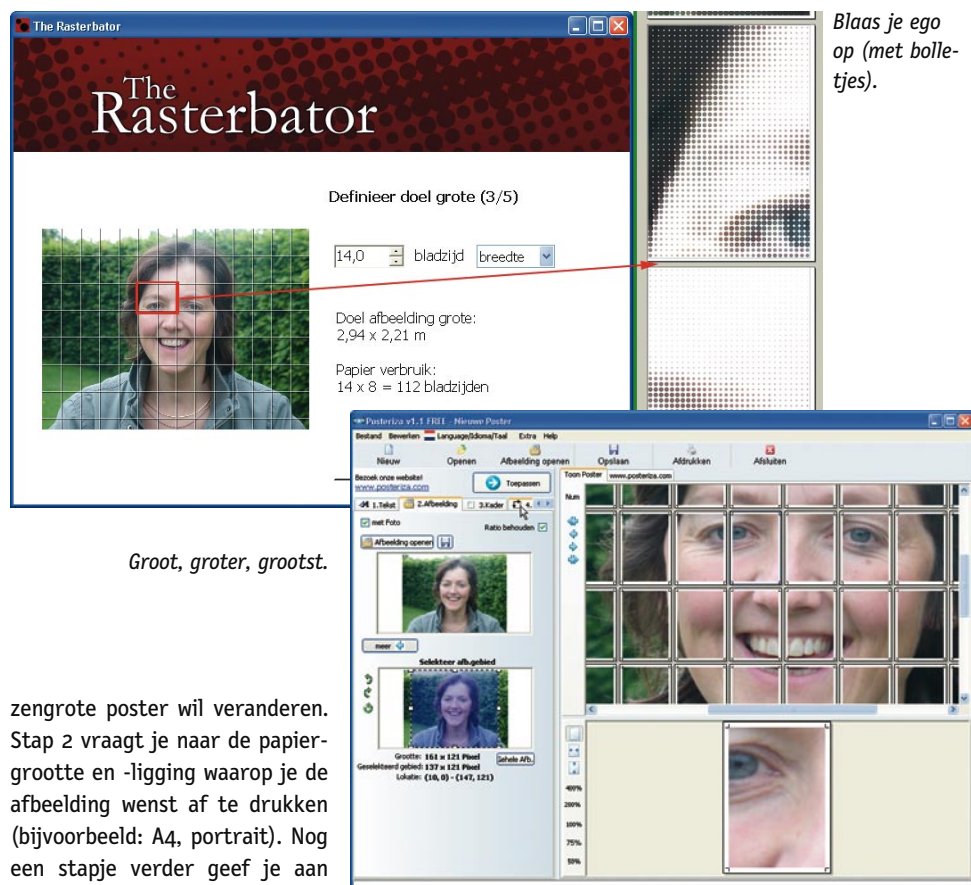 The Rasterbator
The
Rasterbator
Definieer doel grote (3/5)
14,0 bladzijd breedte
Doel afbeelding grote:
2,94 x 2,21 m
Papier verbruik:
14 x 8 = 112 bladzijden
Blaas je ego
op (met bolle-
tjes).
Groot, groter, grootst.
Posteriza v1.1 FREE - Nieuwe Poster
Bestand Bewerken Language/Idioma/Taal Extra Help
Nieuw Openen Afbeelding openen Opslaan Afdrukken Afsluiten
Bezoek onze website!
www.posteriza.com
Toepassen
1.Tekst 2.Afbeelding 3.Kader 4.
met Foto
Ratio behouden
Afbeelding openen
meer
Selekteer afb.gebied
Grootte: 161 x 121 Pixel
Geselekteerd gebied: 137 x 121 Pixel
Lokatie: (10, 0) - (147, 121)
Gehele Afb.
Toon Poster www.posteriza.com
Num
400%
200%
100%
75%
50%
zengrote poster wil veranderen.
Stap 2 vraagt je naar de papier-
grootte en -ligging waarop je de
afbeelding wenst af te drukken
(bijvoorbeeld: A4, portrait). Nog
een stapje verder geef je aan